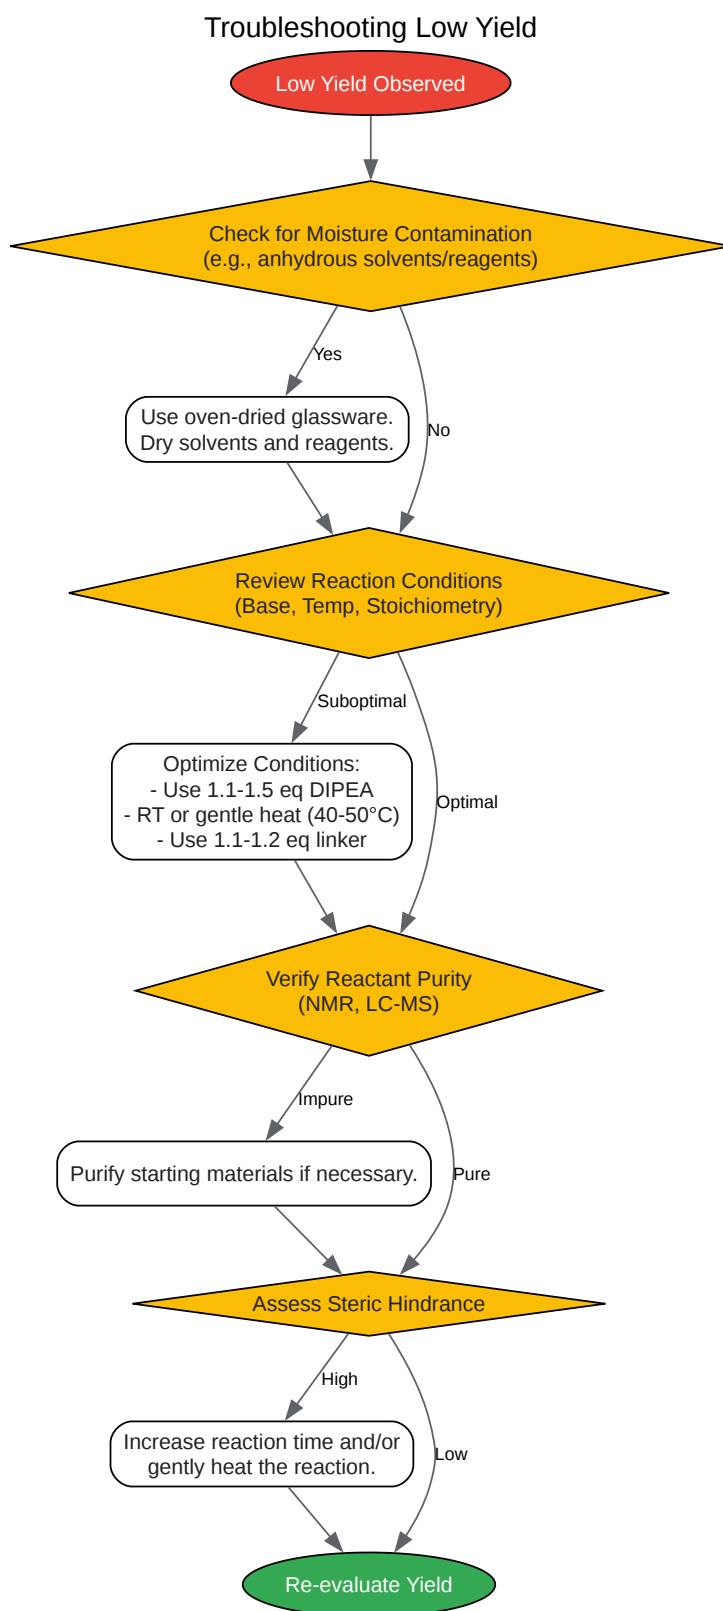 Troubleshooting Low Yield
Low Yield Observed
Check for Moisture Contamination
(e.g., anhydrous solvents/reagents)
Yes
No
Use oven-dried glassware.
Dry solvents and reagents.
Review Reaction Conditions
(Base, Temp, Stoichiometry)
Suboptimal
Optimal
Optimize Conditions:
- Use 1.1-1.5 eq DIPEA
- RT or gentle heat (40-50°C)
- Use 1.1-1.2 eq linker
Verify Reactant Purity
(NMR, LC-MS)
Impure
Pure
Purify starting materials if necessary.
Assess Steric Hindrance
High
Low
Increase reaction time and/or
gently heat the reaction.
Re-evaluate Yield